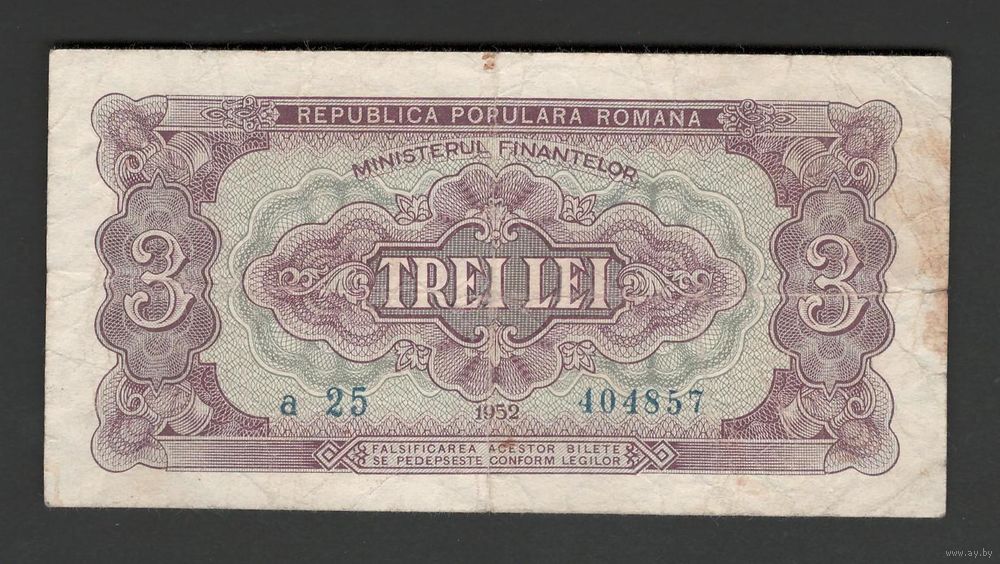 REPUBLICA POPULARA ROMANA
MINISTERUL FINANTELOR
3 TREI LEI 3
a 25 1952 404857
FALSIFICAREA ACESTOR BILETE
SE PEDEPSESTE CONFORM LEGILOR
www.ay.by